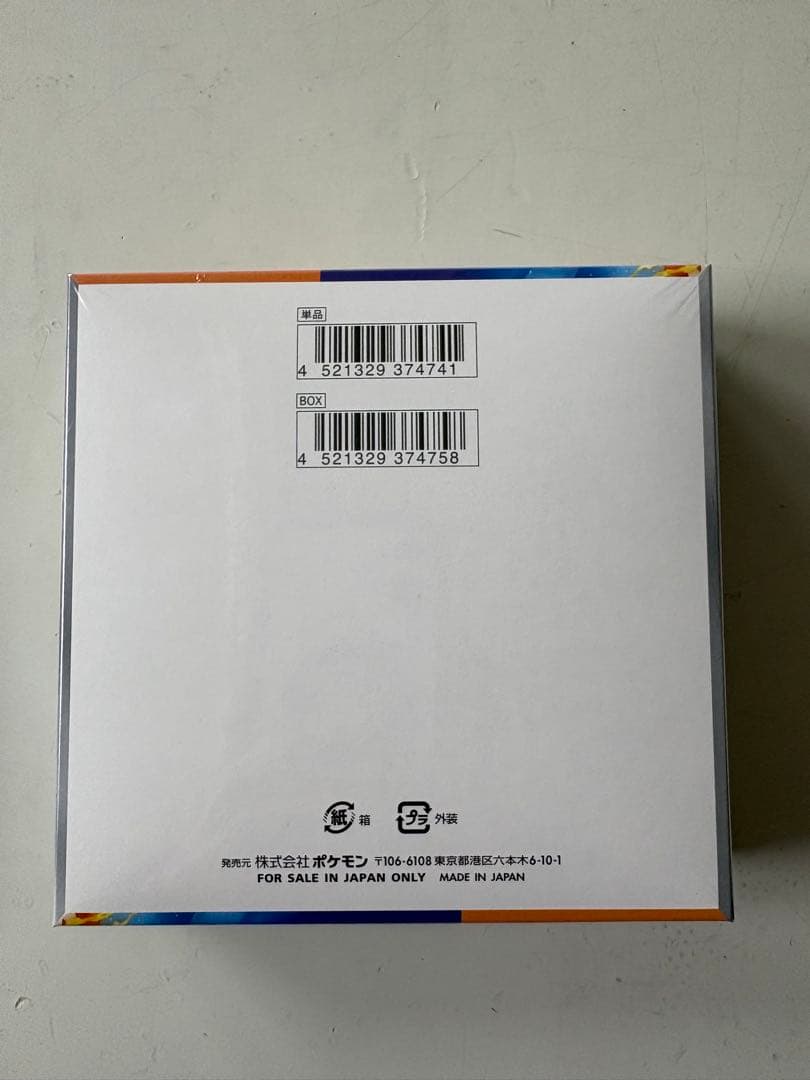 単品
4 521329 374741
BOX
4 521329 374758
紙 箱 プラ 外装
発売元 株式会社ポケモン 〒106-6108 東京都港区六本木6-10-1
FOR SALE IN JAPAN ONLY MADE IN JAPAN